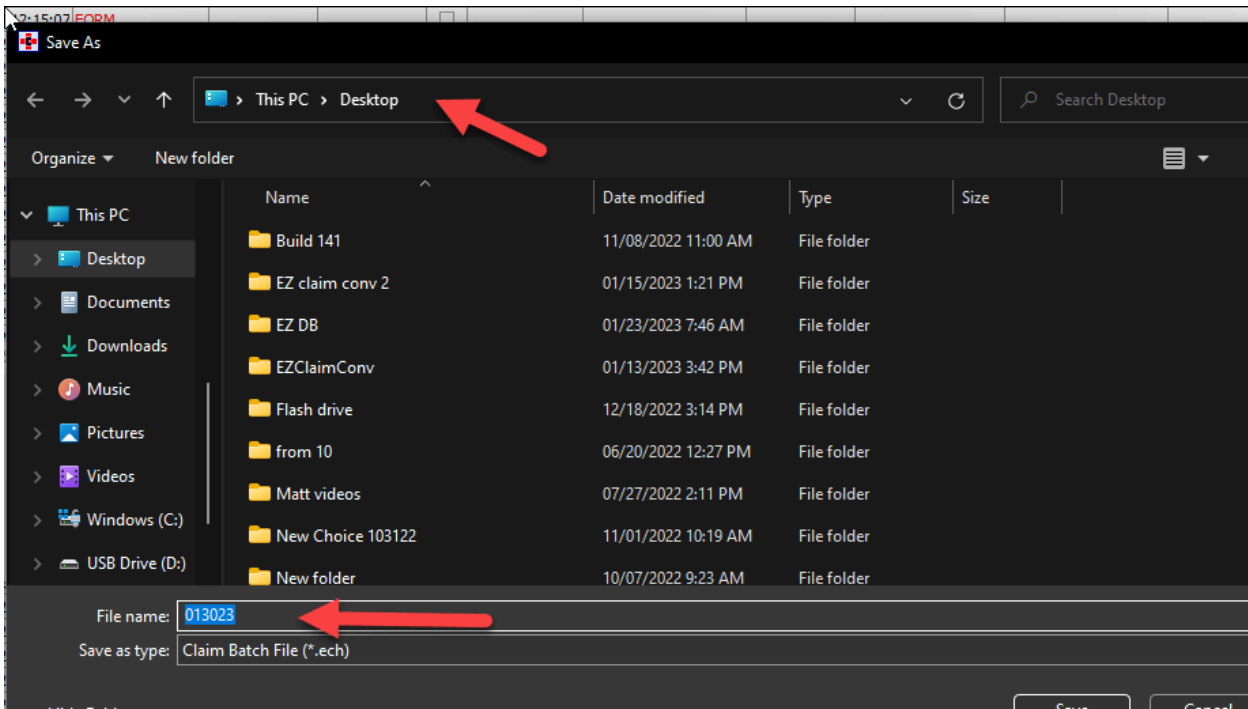 12:15:07 FORM
Save As
This PC > Desktop
Search Desktop
Organize
New folder
Name Date modified Type Size
This PC
Desktop
Documents
Downloads
Music
Pictures
Videos
Windows (C:)
USB Drive (D:)
Build 141 11/08/2022 11:00 AM File folder
EZ claim conv 2 01/15/2023 1:21 PM File folder
EZ DB 01/23/2023 7:46 AM File folder
EZClaimConv 01/13/2023 3:42 PM File folder
Flash drive 12/18/2022 3:14 PM File folder
from 10 06/20/2022 12:27 PM File folder
Matt videos 07/27/2022 2:11 PM File folder
New Choice 103122 11/01/2022 10:19 AM File folder
New folder 10/07/2022 9:23 AM File folder
File name: 013023
Save as type: Claim Batch File (*.ech)
Save Cancel